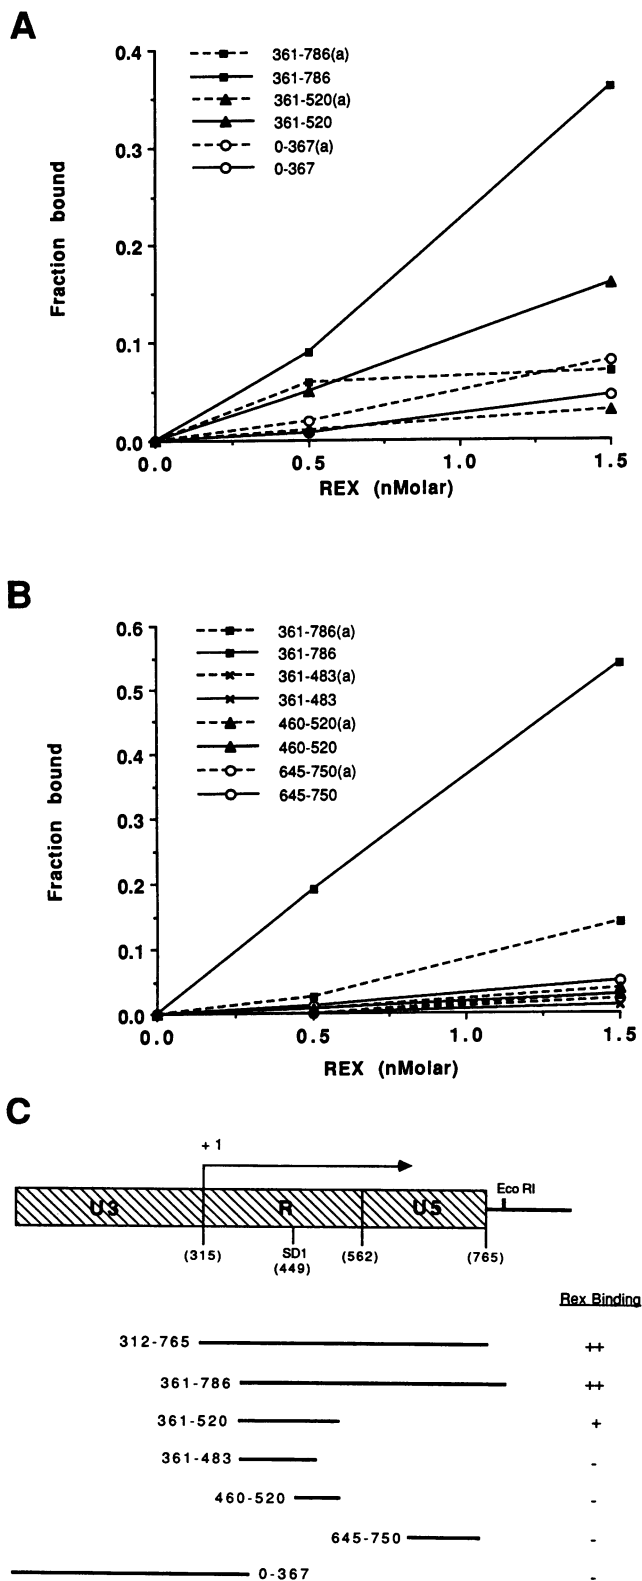 A
0.4
0.3
0.2
0.1
0.0
Fraction bound
361-786(a)
361-786
361-520(a)
361-520
0-367(a)
0-367
0.0 0.5 1.0 1.5
REX (nMolar)
B
0.6
0.5
0.4
0.3
0.2
0.1
0.0
Fraction bound
361-786(a)
361-786
361-483(a)
361-483
460-520(a)
460-520
645-750(a)
645-750
0.0 0.5 1.0 1.5
REX (nMolar)
C
+ 1
U3 R U5 Eco RI
(315) SD1 (562) (765)
(449)
Rex Binding
312-765 ++
361-786 ++
361-520 +
361-483 -
460-520 -
645-750 -
0-367 -